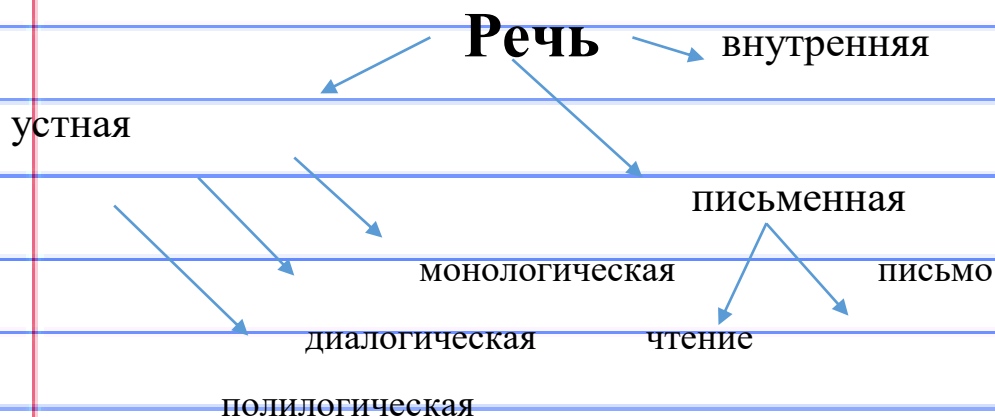 Речь
внутренняя
устная
письменная
монологическая
письмо
диалогическая
чтение
полилогическая